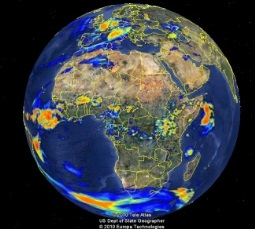 Tele Atlas
US Dept of State Geographer
© 2010 Europa Technologies